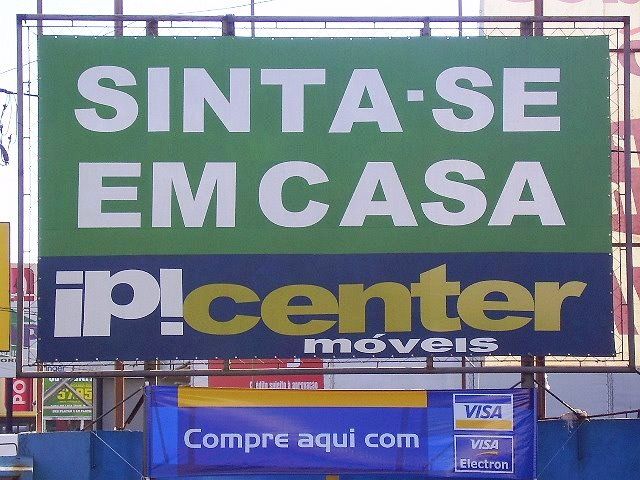 SINTA-SE
EM CASA
ip!center
móveis
Compre aqui com
VISA
VISA
Electron